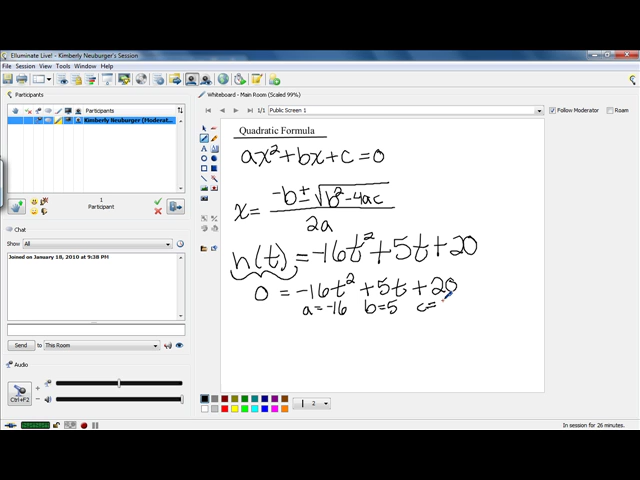 Elluminate Live! - Kimberly Neuburger's Session
File Session View Tools Window Help
Participants
Whiteboard - Main Room (Scaled 99%)
1/1 Public Screen 1
Follow Moderator
Roam
Participants
Kimberly Neuburger (Moderat...
1
Participant
Chat
Show All
Joined on January 18, 2010 at 9:38 PM
Send This Room
Audio
Ctrl+F2
Quadratic Formula
ax²+bx+c=0
x= (-b±√(b²-4ac))/2a
h(t)=-16t²+5t+20
0=-16t²+5t+20
a=-16 b=5 c=
2
In session for 26 minutes.